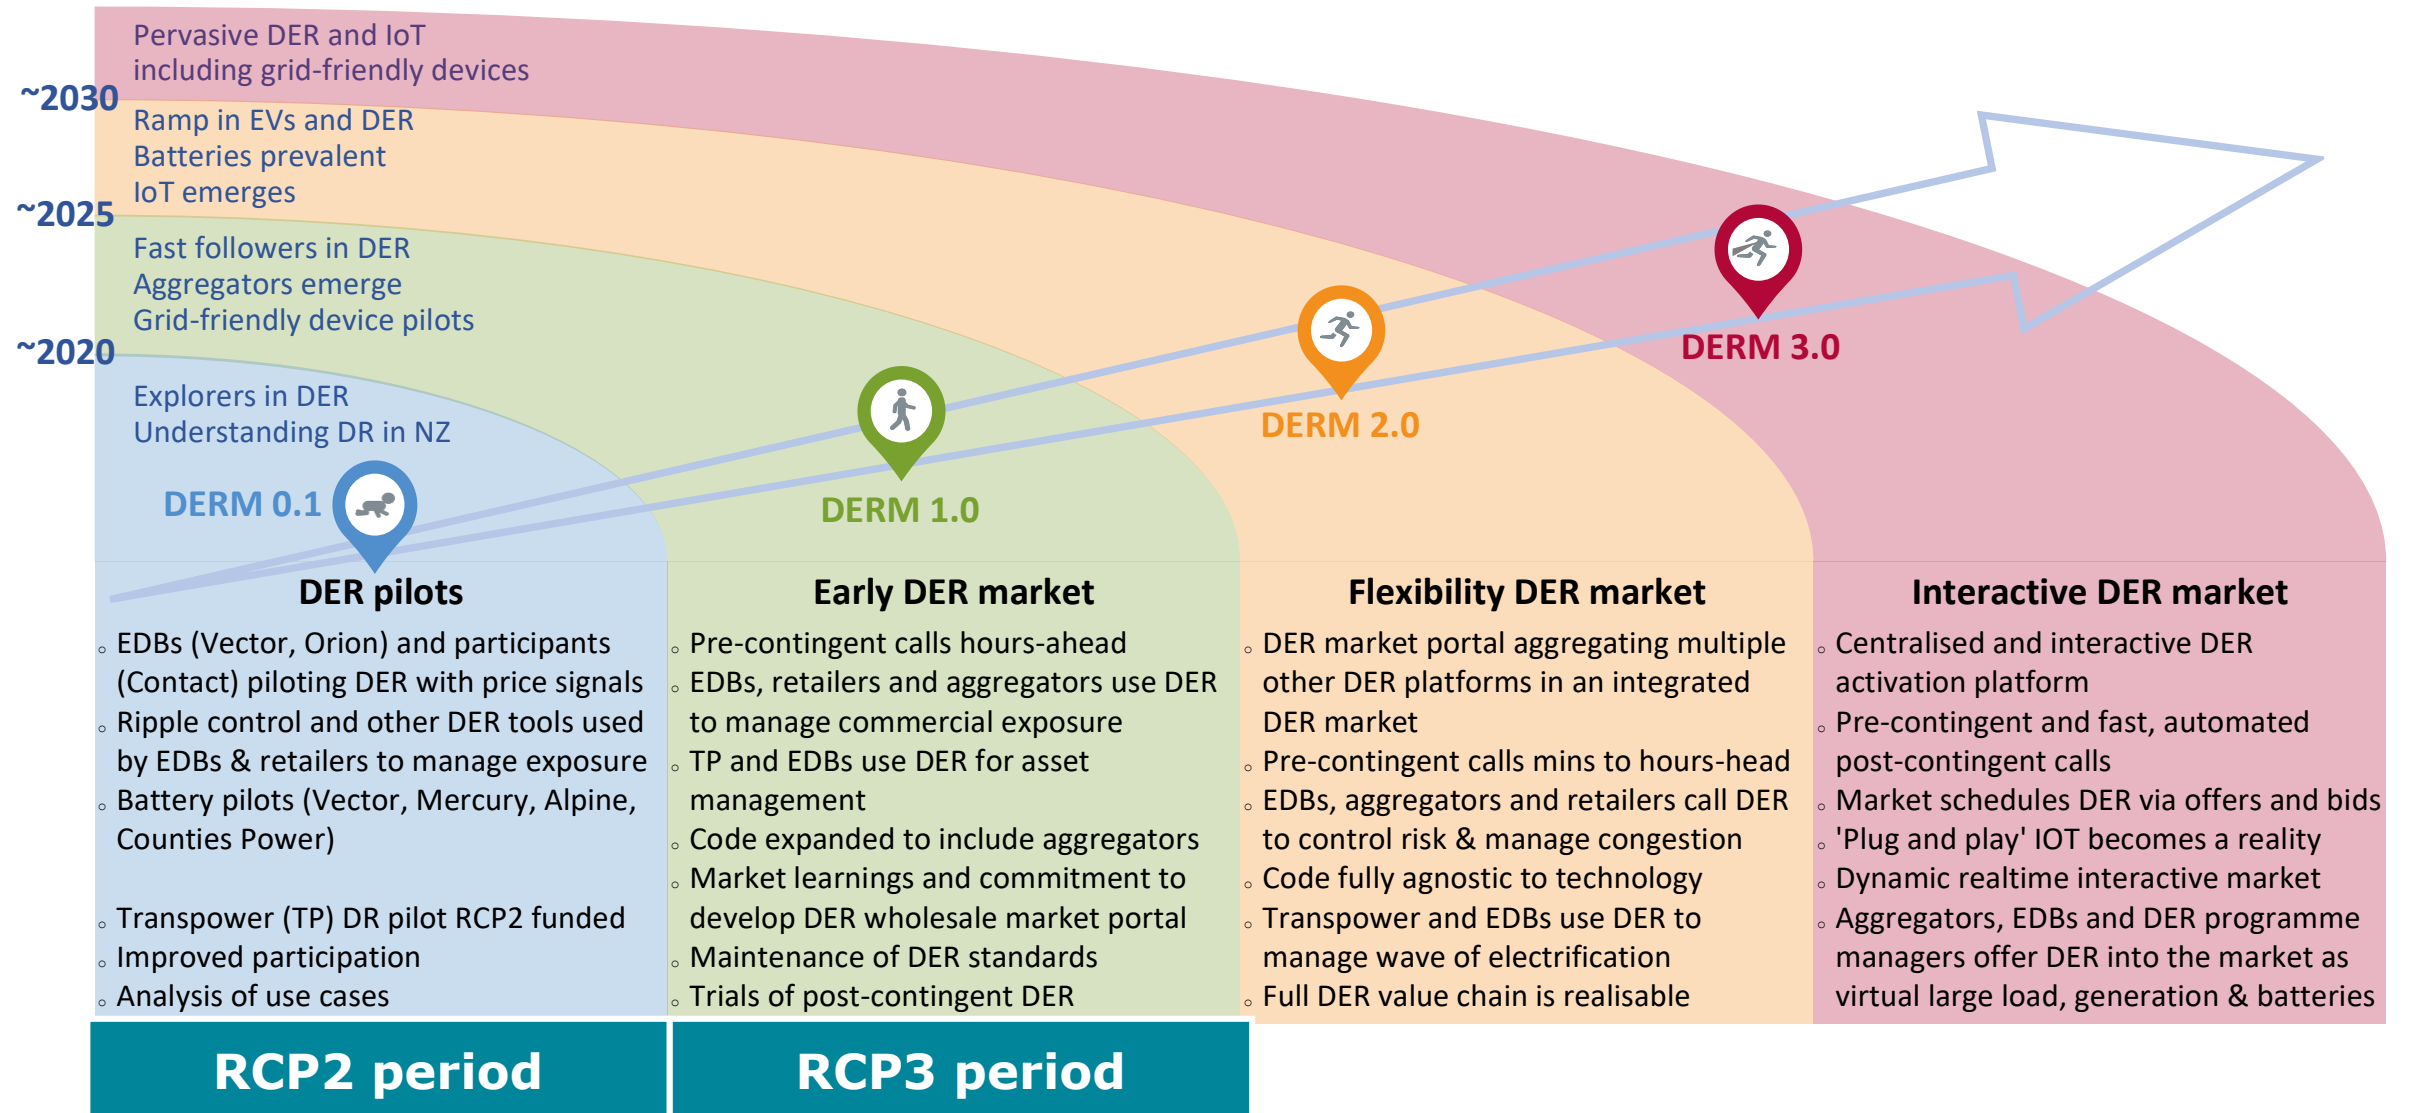 Pervasive DER and IoT
including grid-friendly devices
~2030
Ramp in EVs and DER
Batteries prevalent
IoT emerges
~2025
Fast followers in DER
Aggregators emerge
Grid-friendly device pilots
~2020
Explorers in DER
Understanding DR in NZ
DERM 0.1
DERM 1.0
DERM 2.0
DERM 3.0
DER pilots
EDBs (Vector, Orion) and participants
(Contact) piloting DER with price signals
Ripple control and other DER tools used
by EDBs & retailers to manage exposure
Battery pilots (Vector, Mercury, Alpine,
Counties Power)
Transpower (TP) DR pilot RCP2 funded
Improved participation
Analysis of use cases
Early DER market
Pre-contingent calls hours-ahead
EDBs, retailers and aggregators use DER
to manage commercial exposure
TP and EDBs use DER for asset
management
Code expanded to include aggregators
Market learnings and commitment to
develop DER wholesale market portal
Maintenance of DER standards
Trials of post-contingent DER
Flexibility DER market
DER market portal aggregating multiple
other DER platforms in an integrated
DER market
Pre-contingent calls mins to hours-head
EDBs, aggregators and retailers call DER
to control risk & manage congestion
Code fully agnostic to technology
Transpower and EDBs use DER to
manage wave of electrification
Full DER value chain is realisable
Interactive DER market
Centralised and interactive DER
activation platform
Pre-contingent and fast, automated
post-contingent calls
Market schedules DER via offers and bids
'Plug and play' IOT becomes a reality
Dynamic realtime interactive market
Aggregators, EDBs and DER programme
managers offer DER into the market as
virtual large load, generation & batteries
RCP2 period
RCP3 period